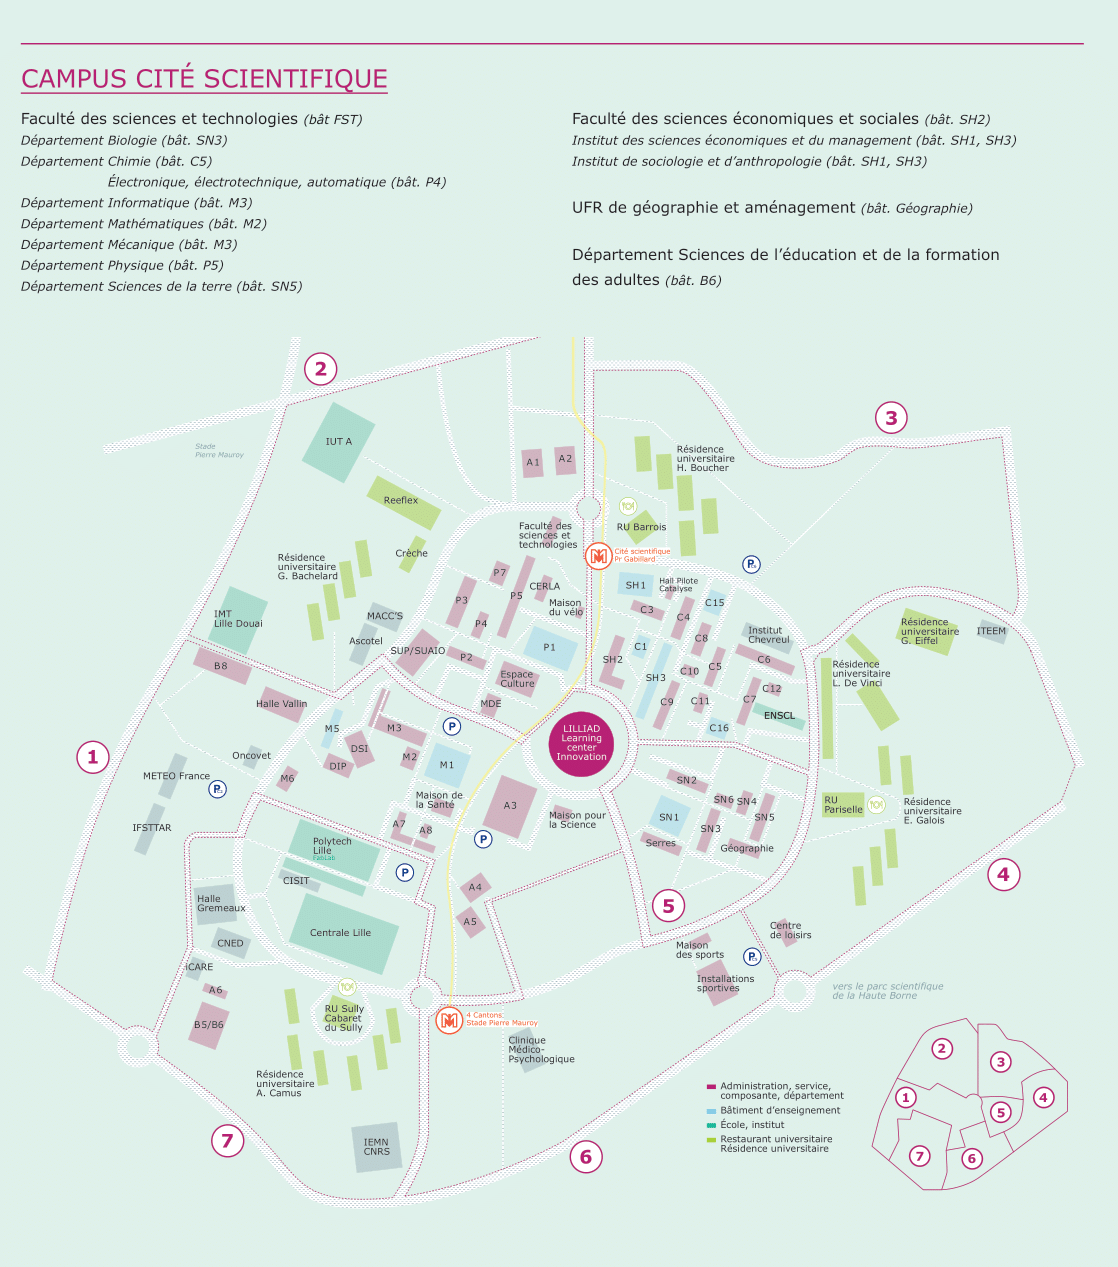 CAMPUS CITÉ SCIENTIFIQUE
Faculté des sciences et technologies (bât FST)
Département Biologie (bât. SN3)
Département Chimie (bât. C5)
Électronique, électrotechnique, automatique (bât. P4)
Département Informatique (bât. M3)
Département Mathématiques (bât. M2)
Département Mécanique (bât. M3)
Département Physique (bât. P5)
Département Sciences de la terre (bât. SN5)
Faculté des sciences économiques et sociales (bât. SH2)
Institut des sciences économiques et du management (bât. SH1, SH3)
Institut de sociologie et d’anthropologie (bât. SH1, SH3)
UFR de géographie et aménagement (bât. Géographie)
Département Sciences de l’éducation et de la formation
des adultes (bât. B6)
2
3
Stade
Pierre Mauroy
IUT A
A1
A2
Résidence
universitaire
H. Boucher
Reeflex
RU Barrois
Faculté des
sciences et
technologies
Crèche
Cité scientifique
Pr Gabillard
P
Résidence
universitaire
G. Bachelard
P7
CERLA
P5
P3
P4
P2
Maison
du vélo
P1
SH1
Hall Pilote
Catalyse
C15
C3
C4
C8
C1
C5
C10
C6
C7
C12
C9
C11
C16
SH2
SH3
Institut
Chevreul
ENSCL
IMT
Lille Douai
MACC'S
Ascotel
SUP/SUAIO
B8
Halle Vallin
Espace
Culture
MDE
Résidence
universitaire
G. Eiffel
ITEEM
Résidence
universitaire
L. De Vinci
M5
M3
DSI
DIP
M2
M1
M6
P
LILLIAD
Learning
center
Innovation
1
Oncovet
METEO France
P
IFSTTAR
Maison de
la Santé
A7
A8
A3
P
Maison pour
la Science
SN2
SN6
SN4
SN1
SN3
SN5
Serres
Géographie
RU
Pariselle
Résidence
universitaire
E. Galois
Polytech
Lille
FabLab
P
CISIT
4
5
A4
A5
Halle
Gremeaux
CNED
Centrale Lille
iCARE
A6
B5/B6
Maison
des sports
P
Centre
de loisirs
Installations
sportives
vers le parc scientifique
de la Haute Borne
RU Sully
Cabaret
du Sully
4 Cantons,
Stade Pierre Mauroy
Clinique
Médico-
Psychologique
Résidence
universitaire
A. Camus
7
IEMN
CNRS
6
Administration, service,
composante, département
Bâtiment d’enseignement
École, institut
Restaurant universitaire
Résidence universitaire
2
3
1
4
5
7
6